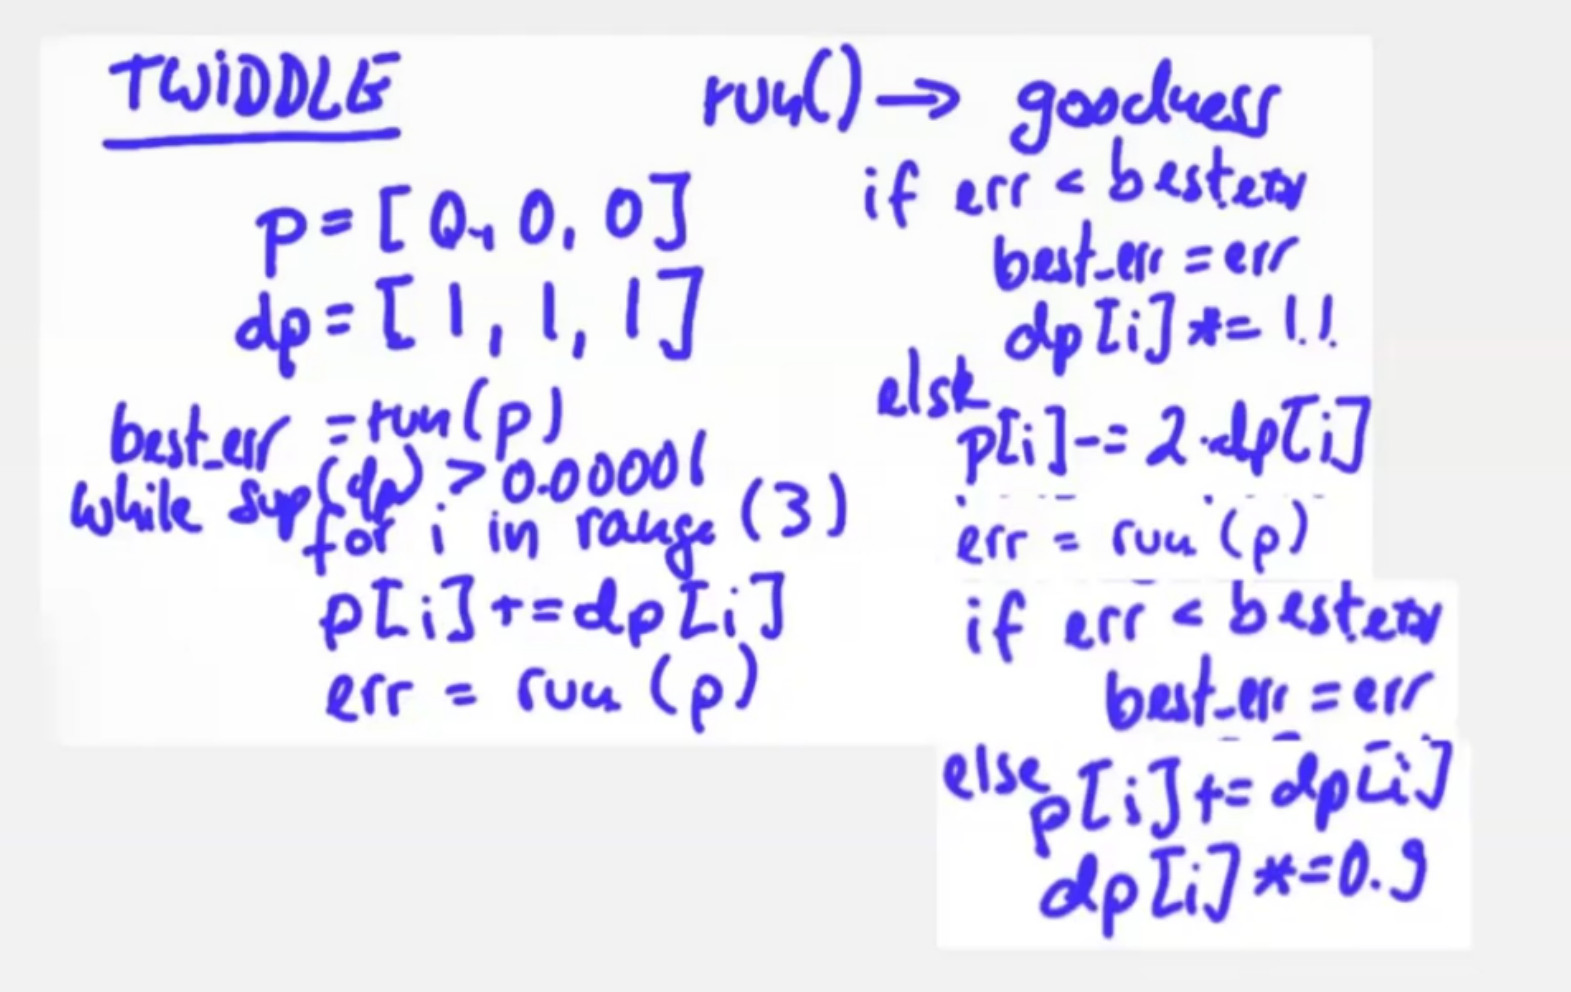 TWIDDLE
p = [0, 0, 0]
dp = [1, 1, 1]
best_err = run(p)
while sum(dp) > 0.00001
for i in range (3)
p[i] += dp[i]
err = run (p)
run() → goodness
if err < best_err
best_err = err
dp[i] *= 1.1
else
p[i] -= 2·dp[i]
err = run (p)
if err < best_err
best_err = err
else
p[i] += dp[i]
dp[i] *= 0.9